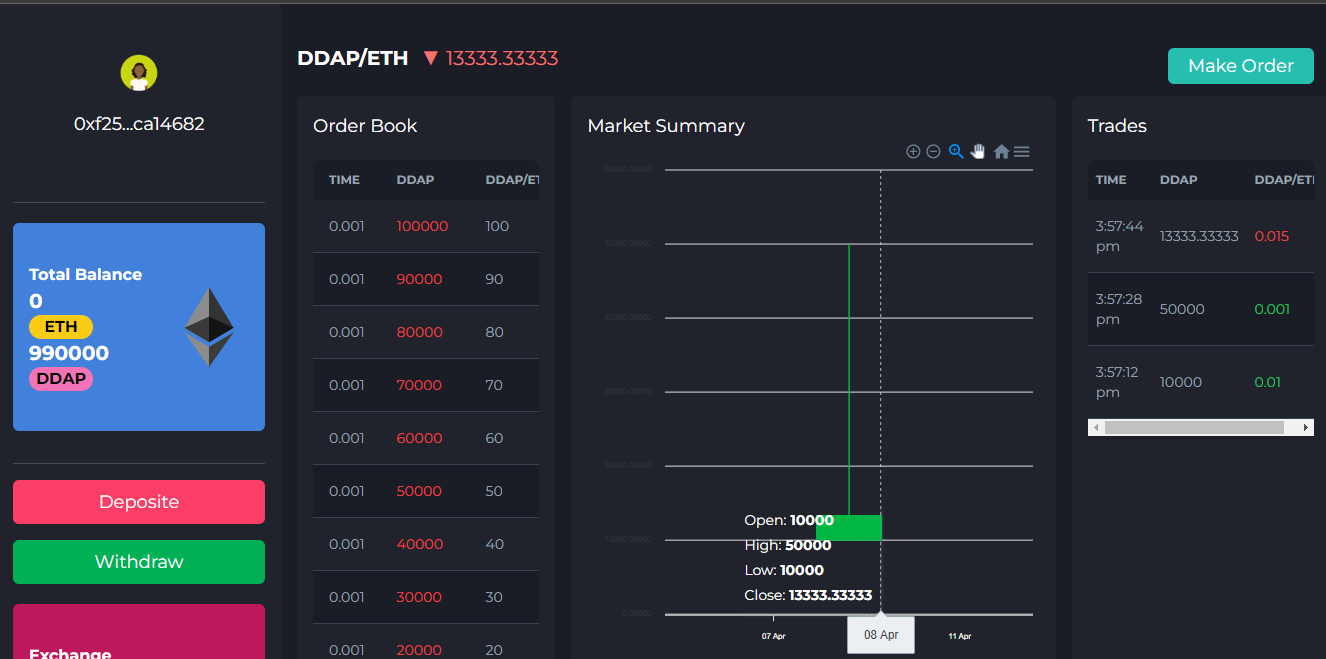 0xf25...ca14682
Total Balance
0
ETH
990000
DDAP
Deposite
Withdraw
Exchange
DDAP/ETH ▼ 13333.33333
Make Order
Order Book
TIME DDAP DDAP/ET
0.001 100000 100
0.001 90000 90
0.001 80000 80
0.001 70000 70
0.001 60000 60
0.001 50000 50
0.001 40000 40
0.001 30000 30
0.001 20000 20
Market Summary
60000.00000
50000.00000
40000.00000
30000.00000
20000.00000
10000.00000
0.00000
Open: 10000
High: 50000
Low: 10000
Close: 13333.33333
07 Apr
08 Apr
11 Apr
Trades
TIME DDAP DDAP/ETH
3:57:44 pm 13333.33333 0.015
3:57:28 pm 50000 0.001
3:57:12 pm 10000 0.01